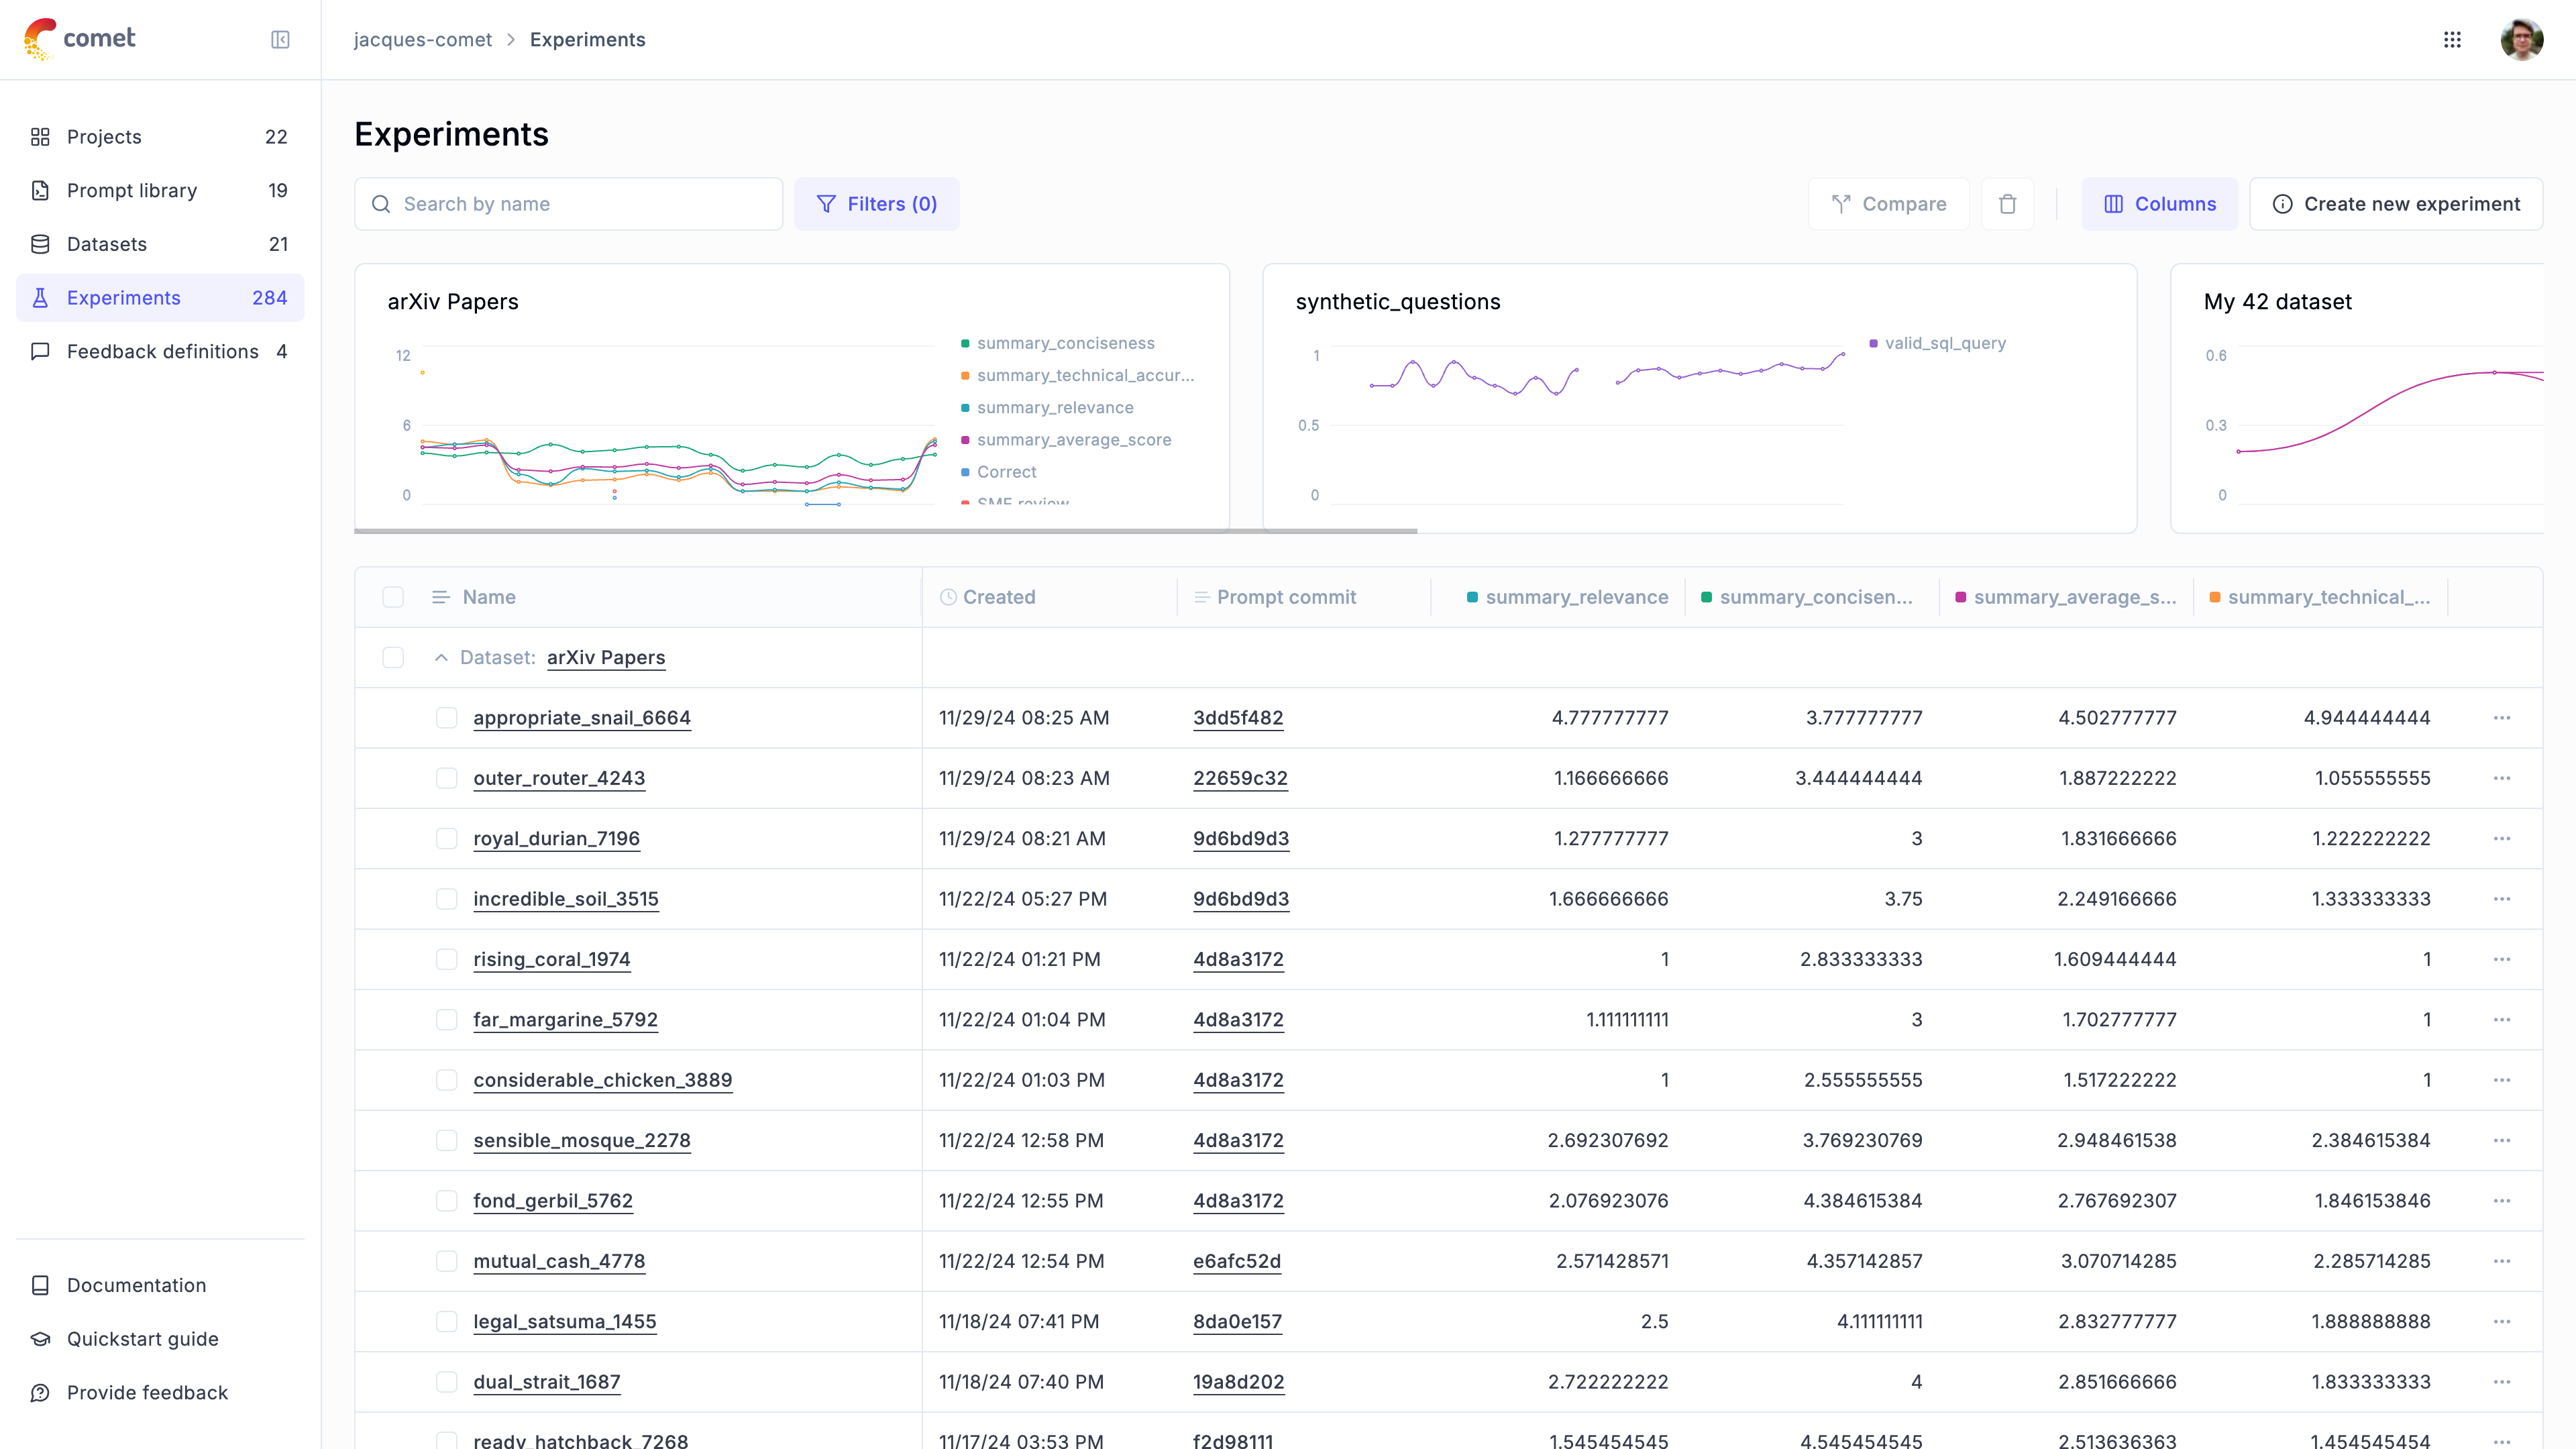 comet
jacques-comet > Experiments
Projects 22
Prompt library 19
Datasets 21
Experiments 284
Feedback definitions 4
Documentation
Quickstart guide
Provide feedback
Experiments
Search by name
Filters (0)
Compare
Columns
Create new experiment
arXiv Papers
12
6
0
summary_conciseness
summary_technical_accur...
summary_relevance
summary_average_score
Correct
SME review
synthetic_questions
1
0.5
0
valid_sql_query
My 42 dataset
0.6
0.3
0
Name Created Prompt commit summary_relevance summary_concisen... summary_average_s... summary_technical_...
Dataset: arXiv Papers
appropriate_snail_6664 11/29/24 08:25 AM 3dd5f482 4.777777777 3.777777777 4.502777777 4.944444444
outer_router_4243 11/29/24 08:23 AM 22659c32 1.166666666 3.444444444 1.887222222 1.055555555
royal_durian_7196 11/29/24 08:21 AM 9d6bd9d3 1.277777777 3 1.831666666 1.222222222
incredible_soil_3515 11/22/24 05:27 PM 9d6bd9d3 1.666666666 3.75 2.249166666 1.333333333
rising_coral_1974 11/22/24 01:21 PM 4d8a3172 1 2.833333333 1.609444444 1
far_margarine_5792 11/22/24 01:04 PM 4d8a3172 1.111111111 3 1.702777777 1
considerable_chicken_3889 11/22/24 01:03 PM 4d8a3172 1 2.555555555 1.517222222 1
sensible_mosque_2278 11/22/24 12:58 PM 4d8a3172 2.692307692 3.769230769 2.948461538 2.384615384
fond_gerbil_5762 11/22/24 12:55 PM 4d8a3172 2.076923076 4.384615384 2.767692307 1.846153846
mutual_cash_4778 11/22/24 12:54 PM e6afc52d 2.571428571 4.357142857 3.070714285 2.285714285
legal_satsuma_1455 11/18/24 07:41 PM 8da0e157 2.5 4.111111111 2.832777777 1.888888888
dual_strait_1687 11/18/24 07:40 PM 19a8d202 2.722222222 4 2.851666666 1.833333333
ready_hatchback_7268 11/17/24 03:53 PM f2d98111 1.545454545 4.545454545 2.513636363 1.454545454